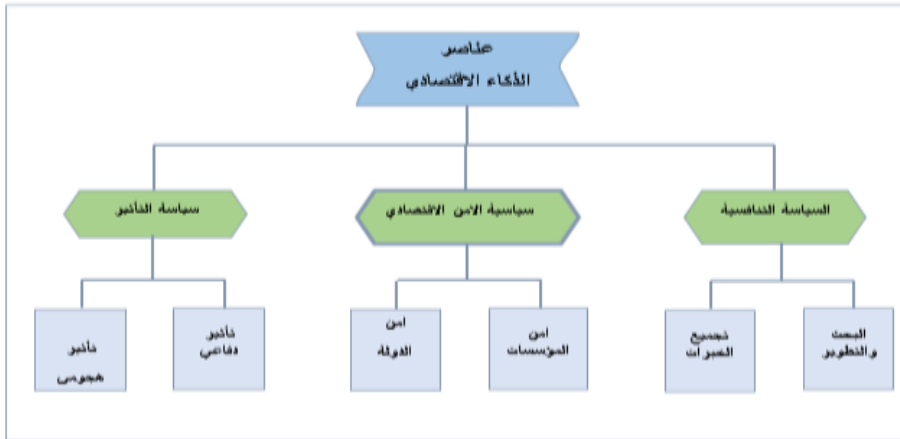 عناصر
الذكاء الاقتصادي
السياسة التنافسية
سياسية الامن الاقتصادي
سياسة التأثير
البحث
والتطوير
تجميع
الخبرات
امن
المؤسسات
امن
الدولة
تأثير
دفاعي
تأثير
هجومي